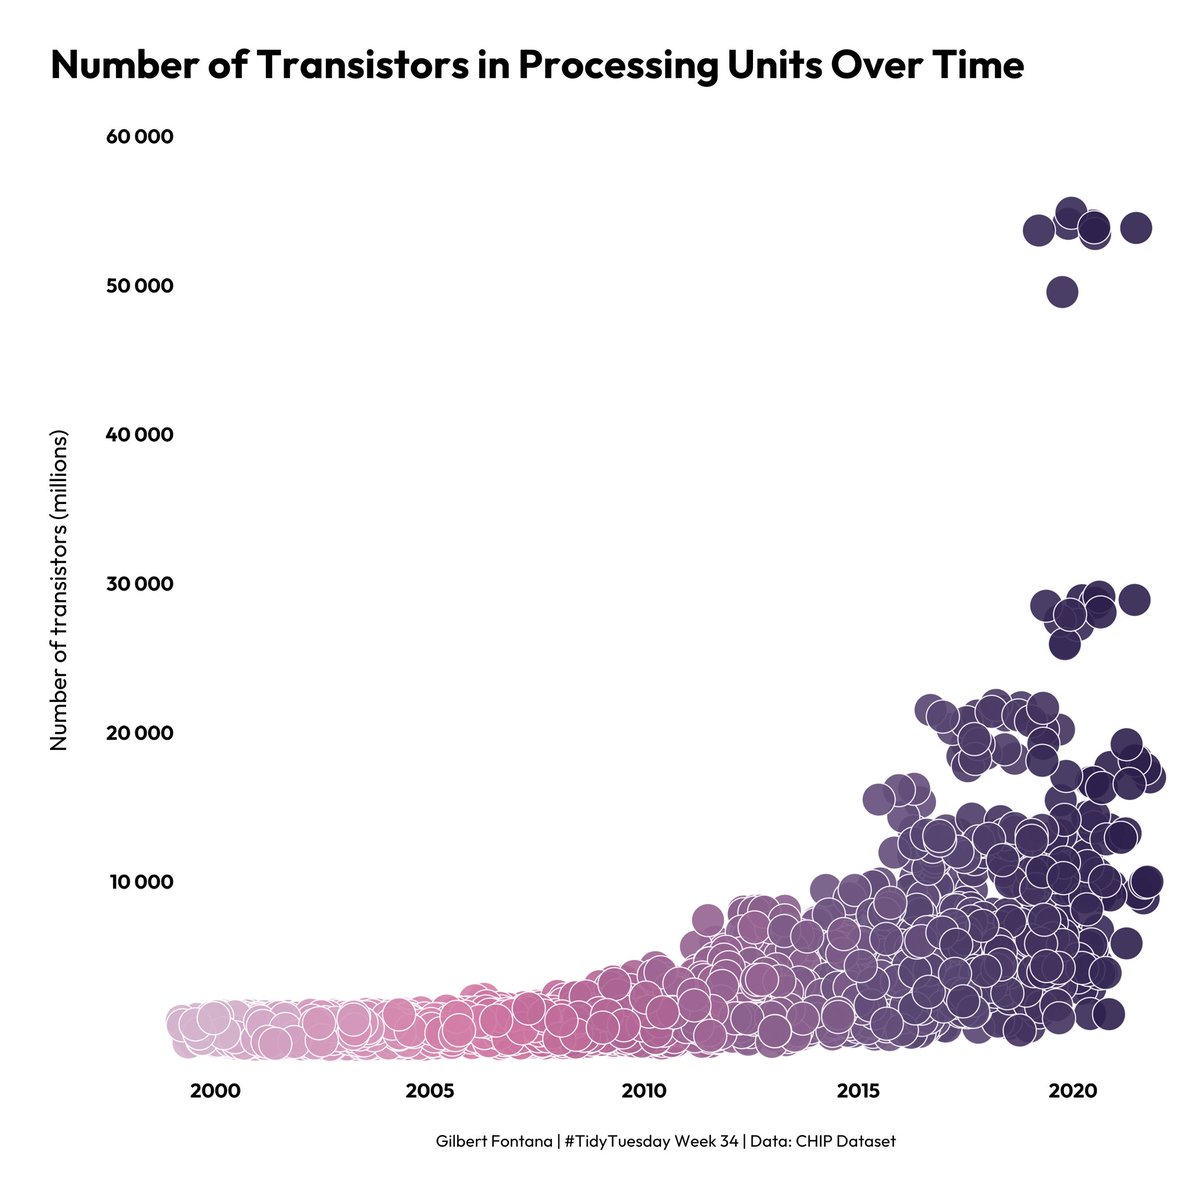 Number of Transistors in Processing Units Over Time
60 000
50 000
40 000
30 000
20 000
10 000
Number of transistors (millions)
2000 2005 2010 2015 2020
Gilbert Fontana | #TidyTuesday Week 34 | Data: CHIP Dataset